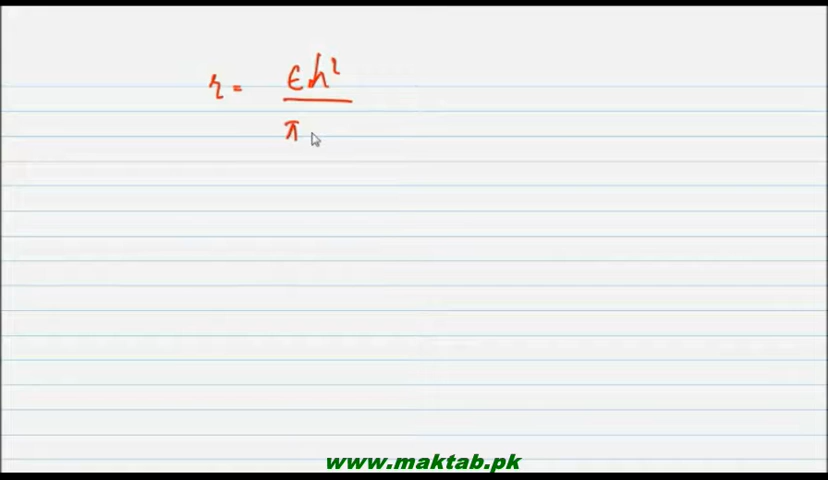 r = ϵh²
π
www.maktab.pk